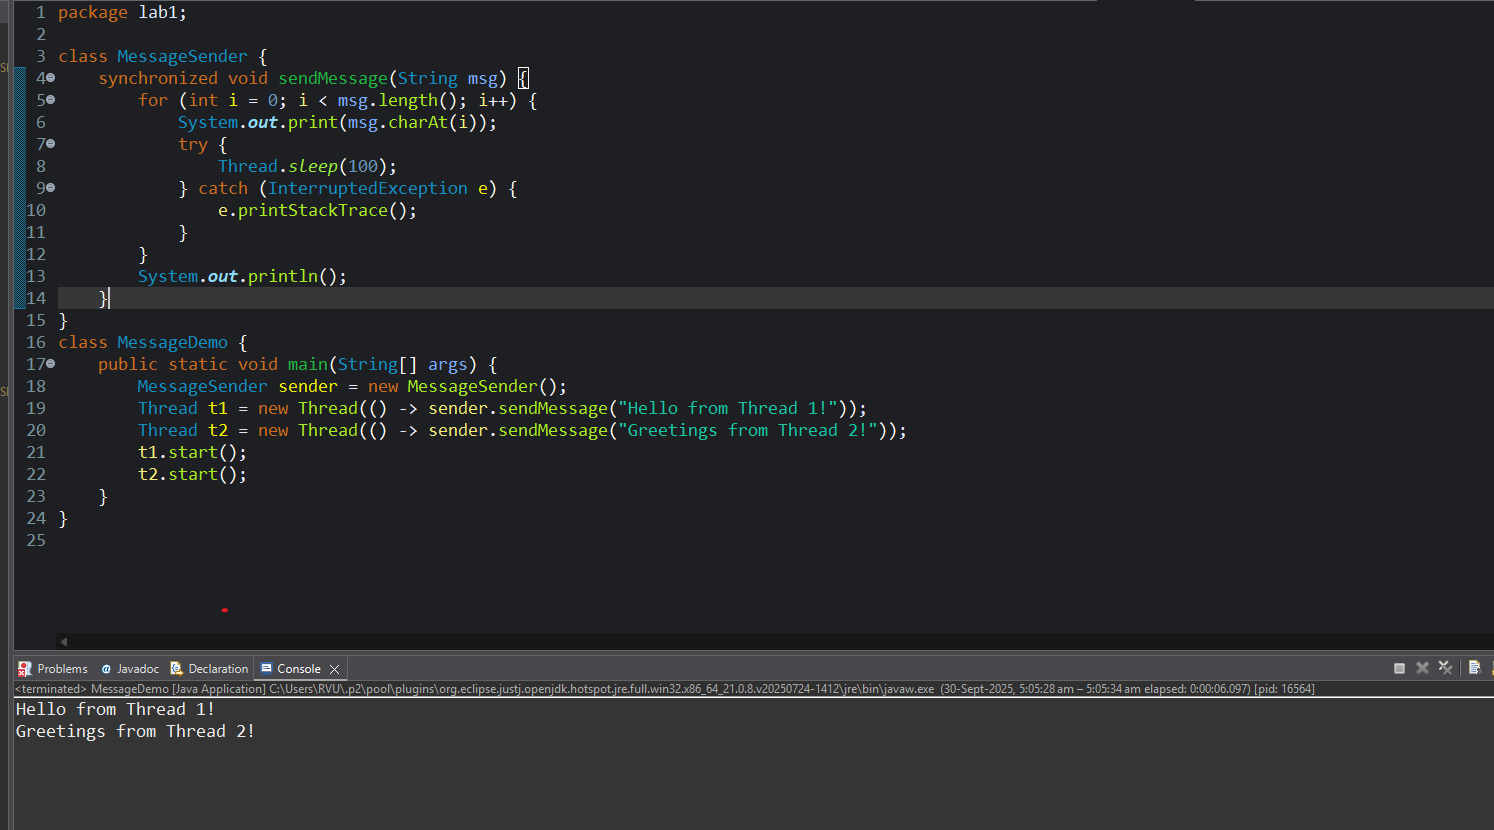 1 package lab1;
2
3 class MessageSender {
4 synchronized void sendMessage(String msg) {
5 for (int i = 0; i < msg.length(); i++) {
6 System.out.print(msg.charAt(i));
7 try {
8 Thread.sleep(100);
9 } catch (InterruptedException e) {
10 e.printStackTrace();
11 }
12 }
13 System.out.println();
14 }
15 }
16 class MessageDemo {
17 public static void main(String[] args) {
18 MessageSender sender = new MessageSender();
19 Thread t1 = new Thread(() -> sender.sendMessage("Hello from Thread 1!"));
20 Thread t2 = new Thread(() -> sender.sendMessage("Greetings from Thread 2!"));
21 t1.start();
22 t2.start();
23 }
24 }
25
Problems Javadoc Declaration Console
<terminated> MessageDemo [Java Application] C:\Users\RVU\.p2\pool\plugins\org.eclipse.justj.openjdk.hotspot.jre.full.win32.x86_64_21.0.8.v20250724-1412\jre\bin\javaw.exe (30-Sept-2025, 5:05:28 am – 5:05:34 am elapsed: 0:00:06.097) [pid: 16564]
Hello from Thread 1!
Greetings from Thread 2!